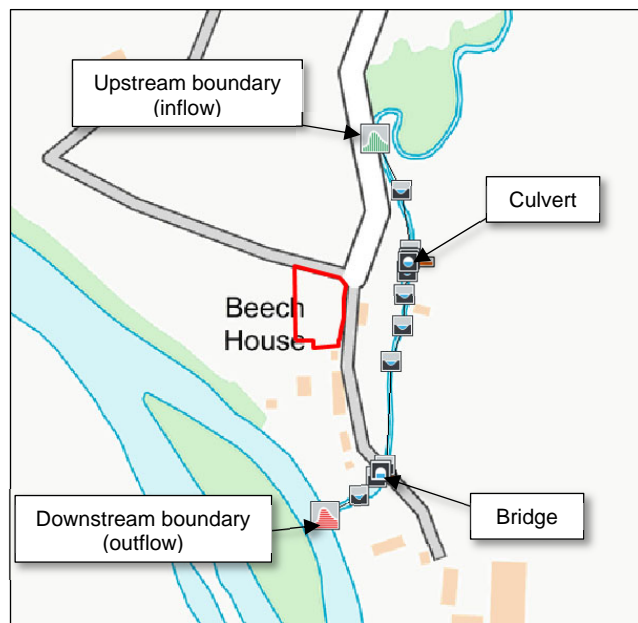 Upstream boundary
(inflow)
Culvert
Beech
House
Downstream boundary
(outflow)
Bridge